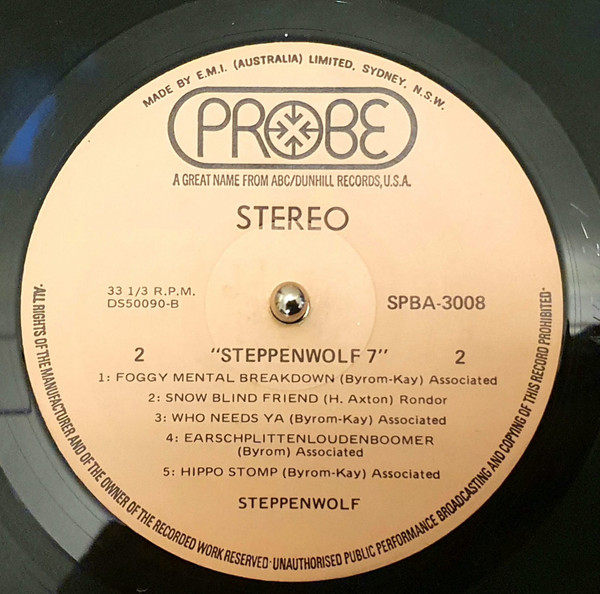 MADE BY E.M.I. (AUSTRALIA) LIMITED, SYDNEY, N.S.W.
PROBE
A GREAT NAME FROM ABC/DUNHILL RECORDS, U.S.A.
STEREO
33 1/3 R.P.M.
DS50090-B
SPBA-3008
2 "STEPPENWOLF 7" 2
1: FOGGY MENTAL BREAKDOWN (Byrom-Kay) Associated
2: SNOW BLIND FRIEND (H. Axton) Rondor
3: WHO NEEDS YA (Byrom-Kay) Associated
4: EARSCHPLITTENLOUDENBOOMER
(Byrom) Associated
5: HIPPO STOMP (Byrom-Kay) Associated
STEPPENWOLF
·ALL RIGHTS OF THE MANUFACTURER AND OF THE OWNER OF THE RECORDED WORK RESERVED·UNAUTHORISED PUBLIC PERFORMANCE BROADCASTING AND COPYING OF THIS RECORD PROHIBITED·